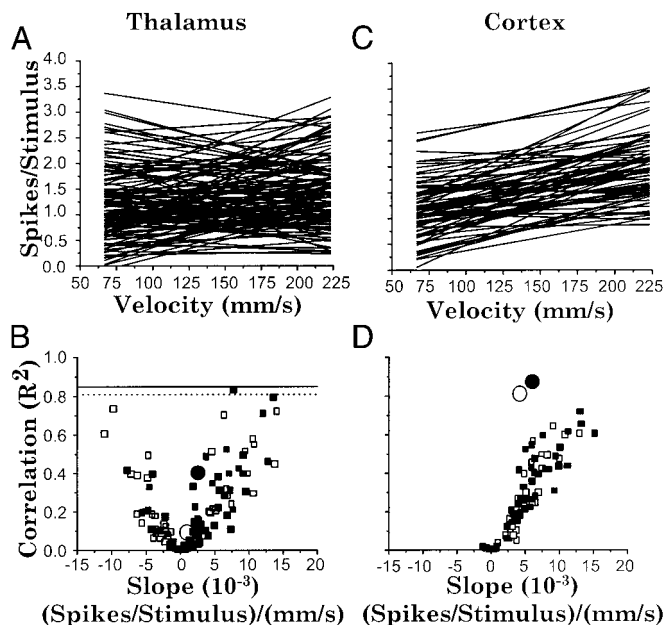 Thalamus
Cortex
A
C
Spikes/Stimulus
4.0
3.5
3.0
2.5
2.0
1.5
1.0
0.5
0.0
50 75 100 125 150 175 200 225
50 75 100 125 150 175 200 225
Velocity (mm/s)
Velocity (mm/s)
B
D
Correlation (R²)
1.0
0.8
0.6
0.4
0.2
0.0
-15 -10 -5 0 5 10 15 20
-15 -10 -5 0 5 10 15 20
Slope (10⁻³)
Slope (10⁻³)
(Spikes/Stimulus)/(mm/s)
(Spikes/Stimulus)/(mm/s)